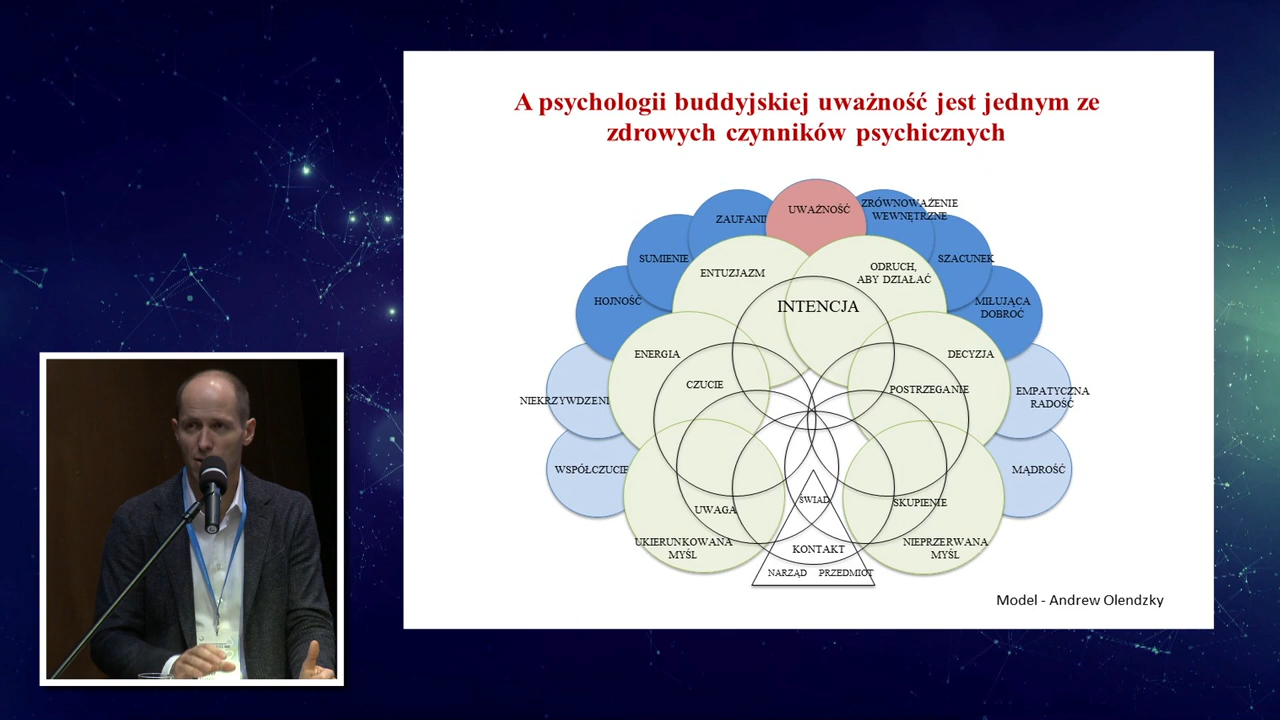 A psychologii buddyjskiej uważność jest jednym ze
zdrowych czynników psychicznych
UWAŻNOŚĆ
ZAUFANI
ZRÓWNOWAŻENIE
WEWNĘTRZNE
SUMIENIE
SZACUNEK
ENTUZJAZM
ODRUCH,
ABY DZIAŁAĆ
HOJNOŚĆ
INTENCJA
MIŁUJĄCA
DOBROĆ
ENERGIA
DECYZJA
CZUCIE
POSTRZEGANIE
NIEKRZYWDZENI
EMPATYCZNA
RADOŚĆ
WSPÓŁCZUCIE
MĄDROŚĆ
ŚWIAD
UWAGA
SKUPIENIE
UKIERUNKOWANA
MYŚL
KONTAKT
NIEPRZERWANA
MYŚL
NARZĄD PRZEDMIOT
Model - Andrew Olendzky